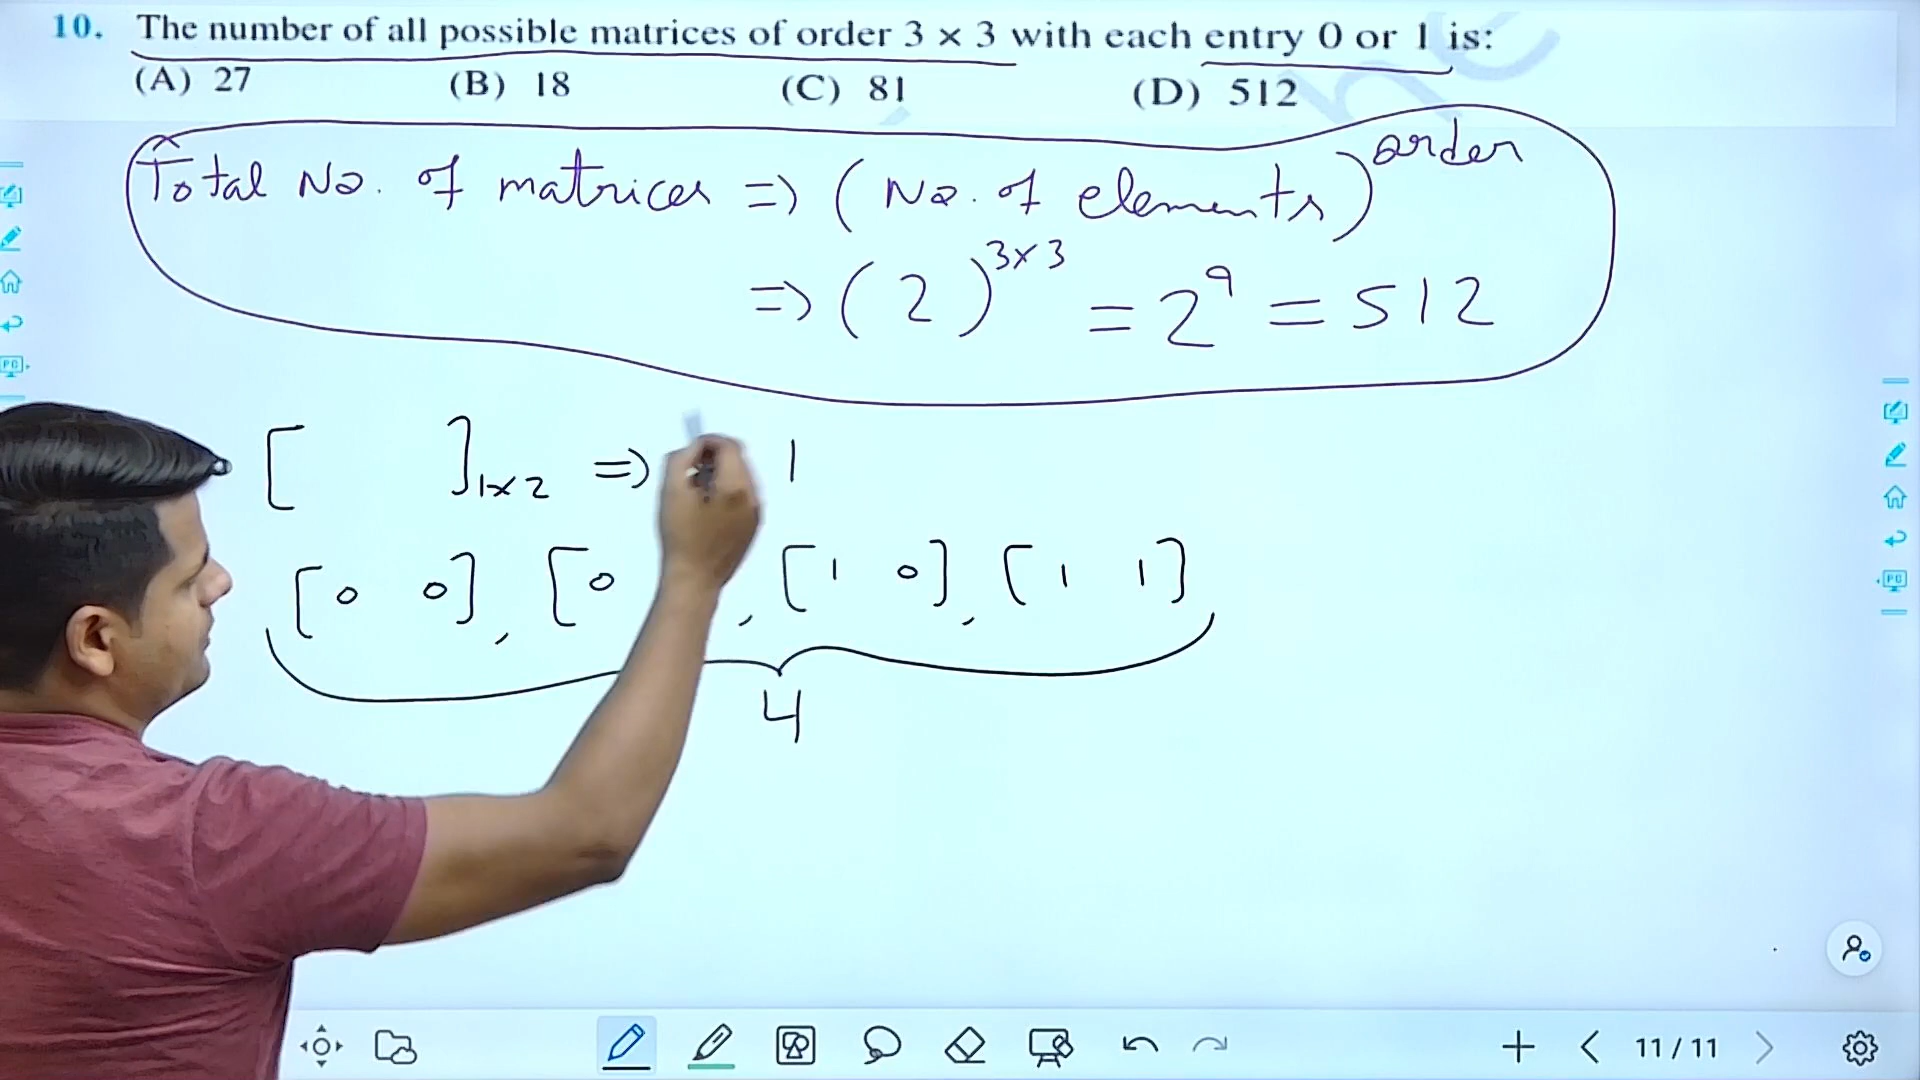 10. The number of all possible matrices of order 3 × 3 with each entry 0 or 1 is:
(A) 27 (B) 18 (C) 81 (D) 512
Total No. of matrices => (No. of elements)^order
=> (2)^3×3 = 2^9 = 512
[ ]1×2 => 1
[0 0], [0 , [1 0], [1 1]
4
11 / 11